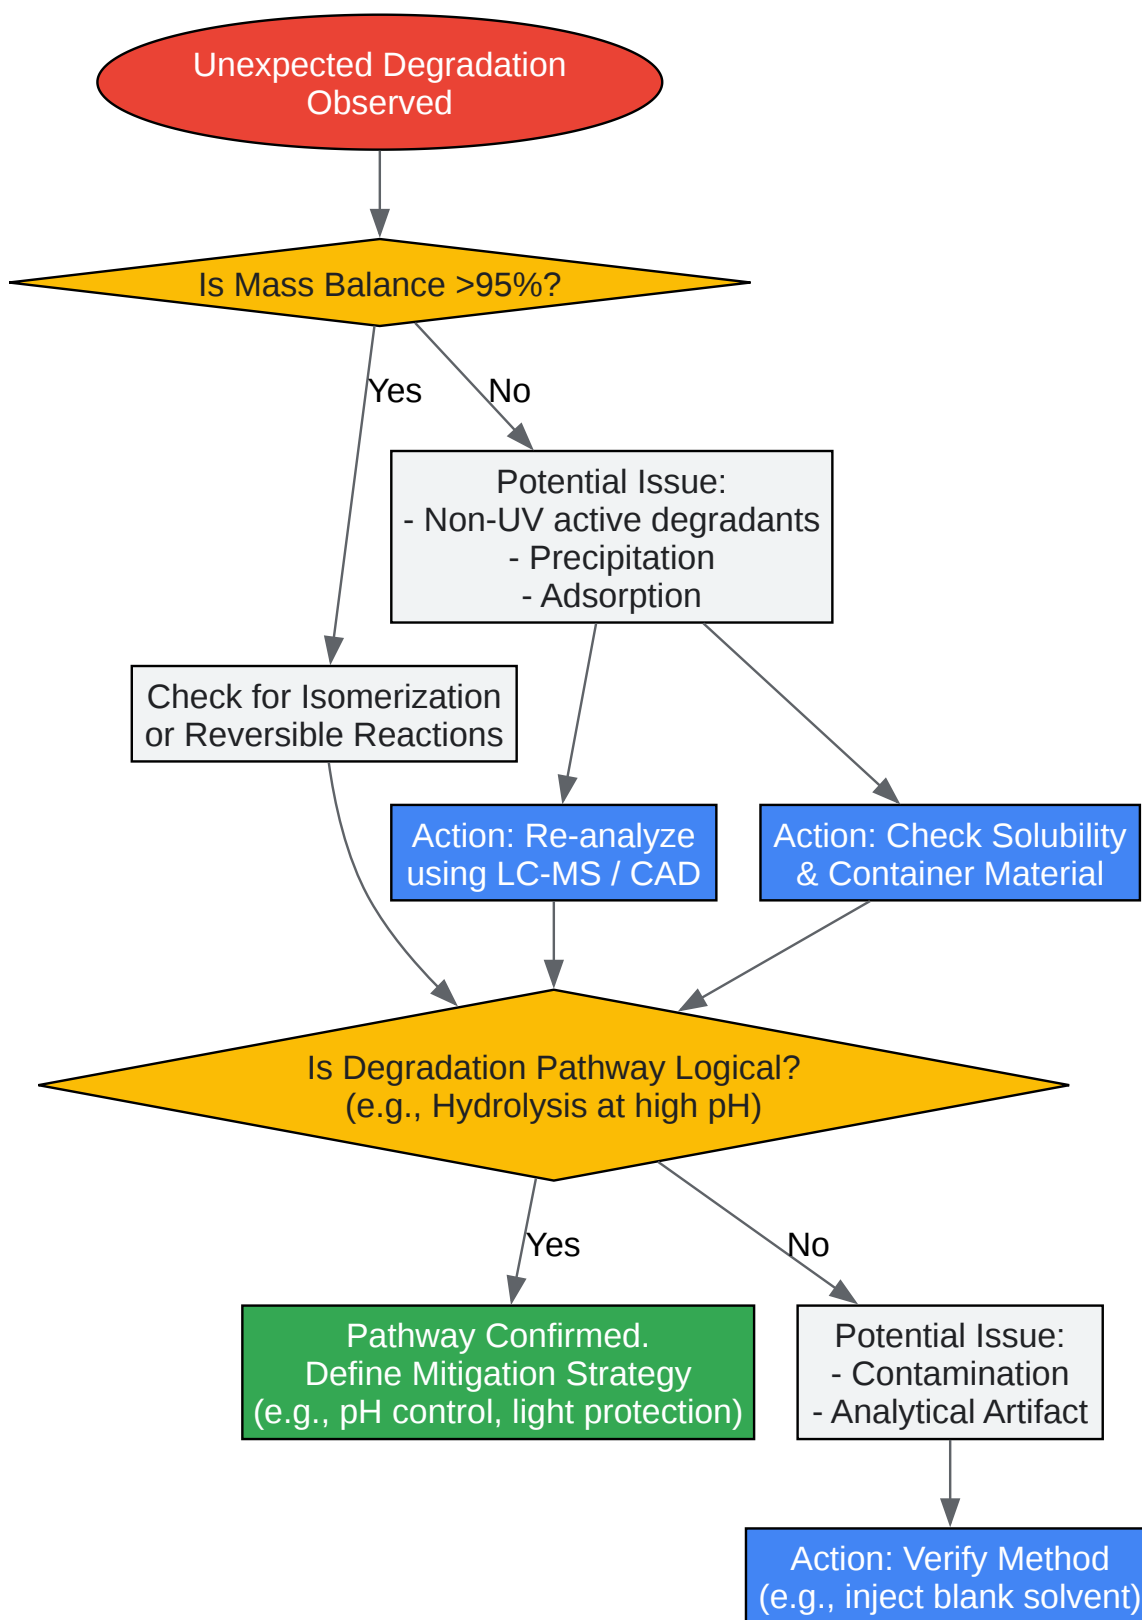 Unexpected Degradation
Observed
Is Mass Balance >95%?
Yes
No
Potential Issue:
- Non-UV active degradants
- Precipitation
- Adsorption
Check for Isomerization
or Reversible Reactions
Action: Re-analyze
using LC-MS / CAD
Action: Check Solubility
& Container Material
Is Degradation Pathway Logical?
(e.g., Hydrolysis at high pH)
Yes
No
Pathway Confirmed.
Define Mitigation Strategy
(e.g., pH control, light protection)
Potential Issue:
- Contamination
- Analytical Artifact
Action: Verify Method
(e.g., inject blank solvent)